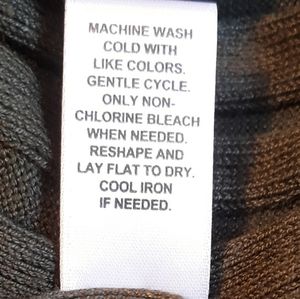 MACHINE WASH
COLD WITH
LIKE COLORS.
GENTLE CYCLE.
ONLY NON-
CHLORINE BLEACH
WHEN NEEDED.
RESHAPE AND
LAY FLAT TO DRY.
COOL IRON
IF NEEDED.